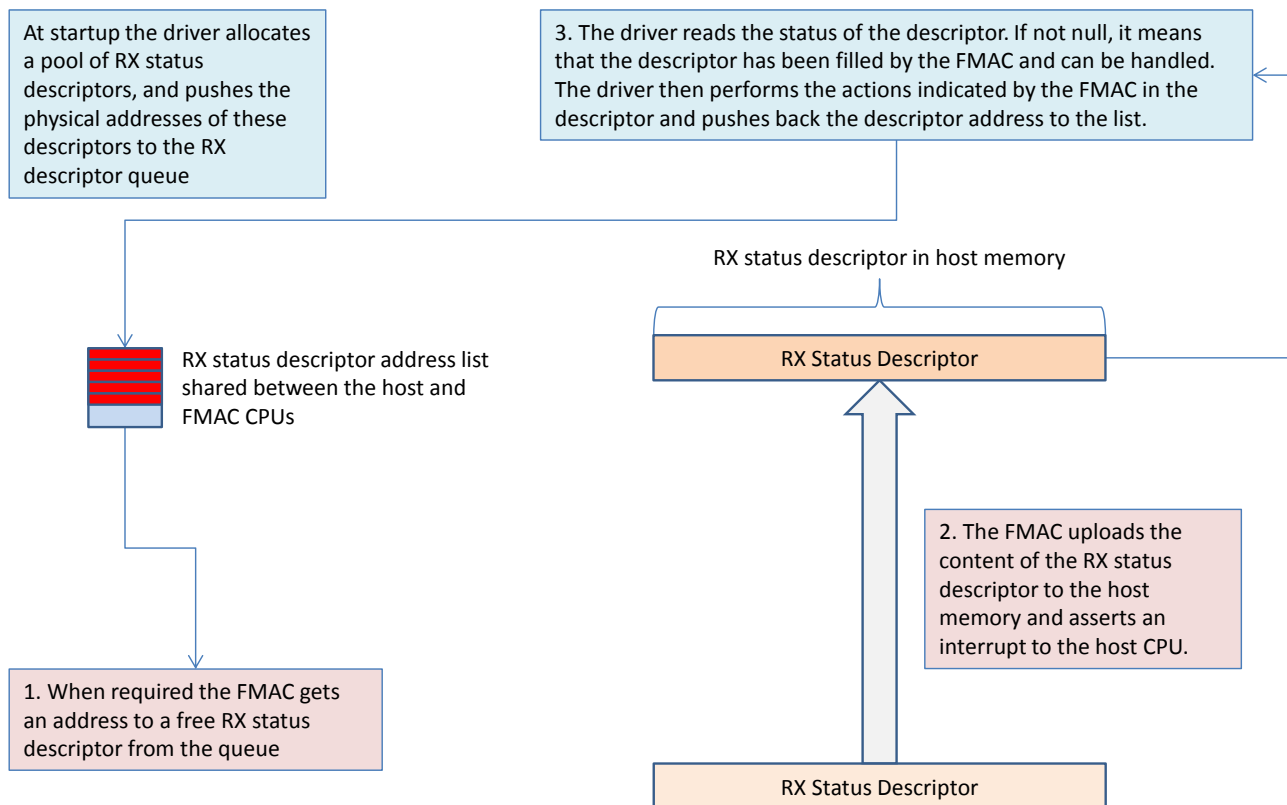 At startup the driver allocates
a pool of RX status
descriptors, and pushes the
physical addresses of these
descriptors to the RX
descriptor queue
3. The driver reads the status of the descriptor. If not null, it means
that the descriptor has been filled by the FMAC and can be handled.
The driver then performs the actions indicated by the FMAC in the
descriptor and pushes back the descriptor address to the list.
RX status descriptor in host memory
RX Status Descriptor
RX status descriptor address list
shared between the host and
FMAC CPUs
2. The FMAC uploads the
content of the RX status
descriptor to the host
memory and asserts an
interrupt to the host CPU.
1. When required the FMAC gets
an address to a free RX status
descriptor from the queue
RX Status Descriptor